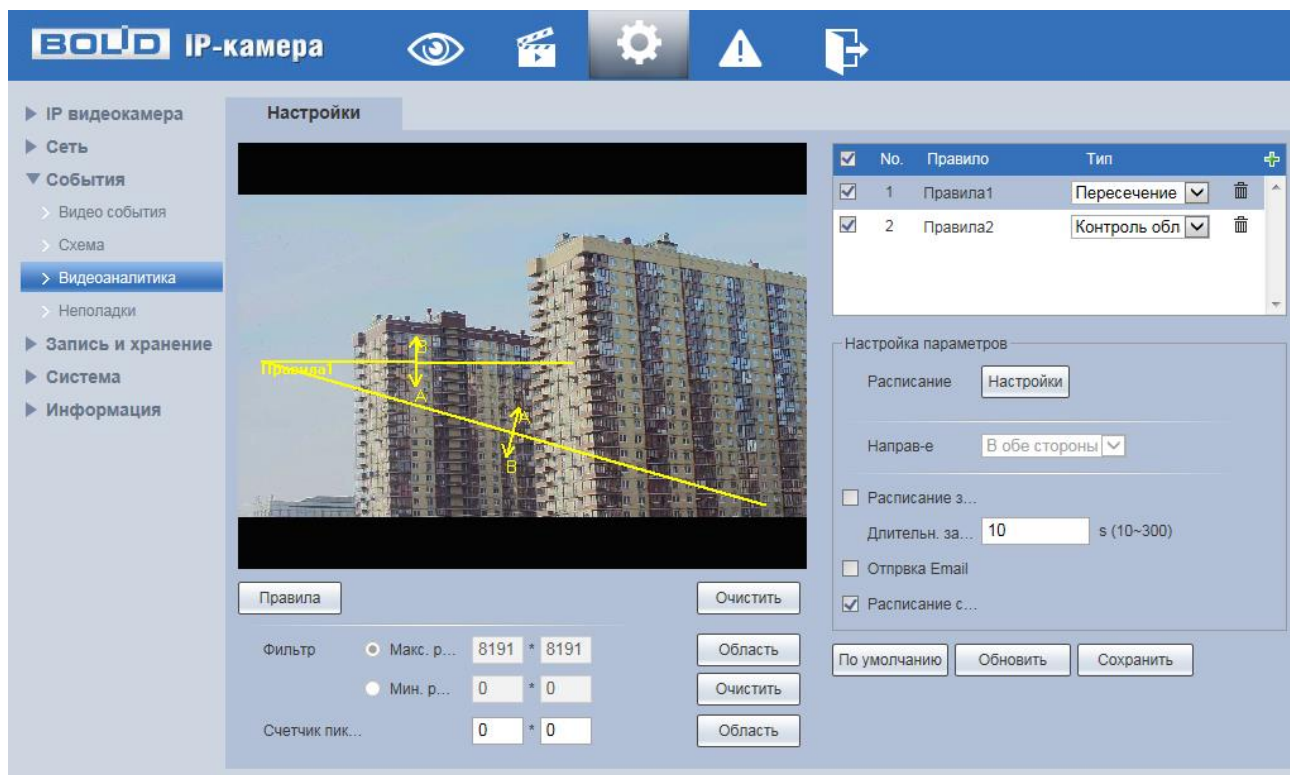 BOLID IP-камера
IP видеокамера
Сеть
События
Видео события
Схема
Видеоаналитика
Неполадки
Запись и хранение
Система
Информация
Настройки
Правила1
B
A
A
B
Правила
Очистить
Фильтр Макс. р... 8191 * 8191 Область
Мин. р... 0 * 0 Очистить
Счетчик пик... 0 * 0 Область
No. Правило Тип
1 Правила1 Пересечение
2 Правила2 Контроль обл
Настройка параметров
Расписание Настройки
Направ-е В обе стороны
Расписание з...
Длительн. за... 10 s (10~300)
Отпрвка Email
Расписание с...
По умолчанию Обновить Сохранить